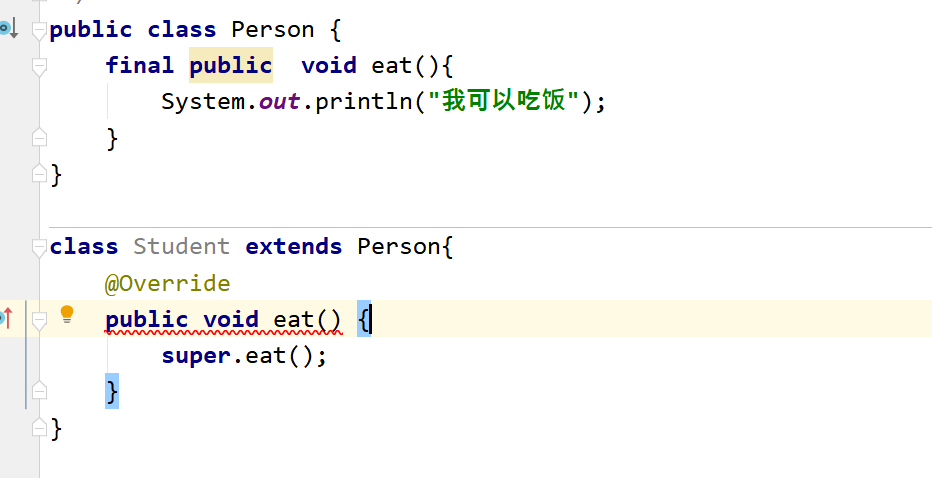 public class Person {
final public  void eat(){
System.out.println("我可以吃饭");
}
}
class Student extends Person{
@Override
public void eat() {
super.eat();
}
}